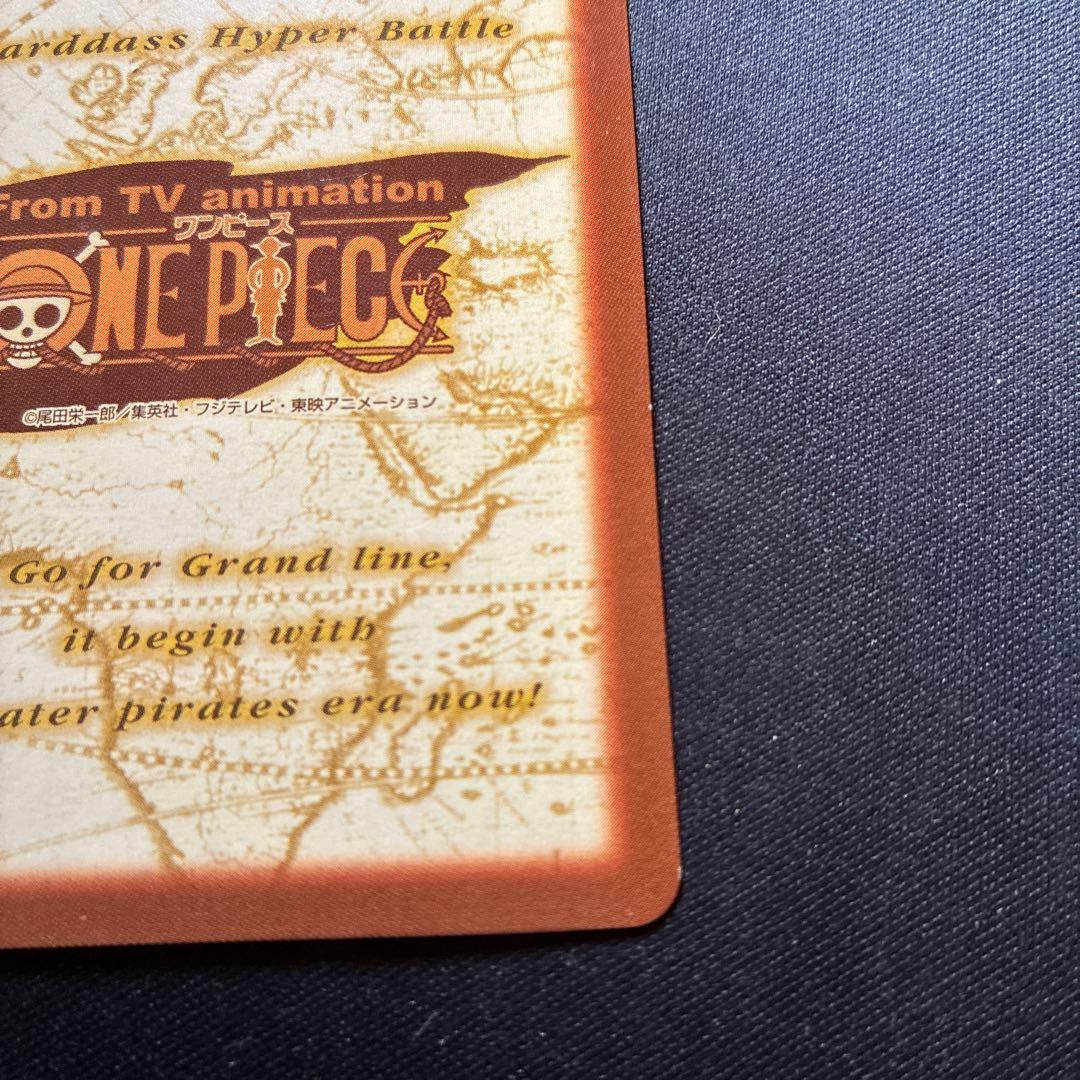 arddass Hyper Battle
From TV animation
ワンピース
ONE PIECE
©尾田栄一郎／集英社・フジテレビ・東映アニメーション
Go for Grand line,
it begin with
ater pirates era now!